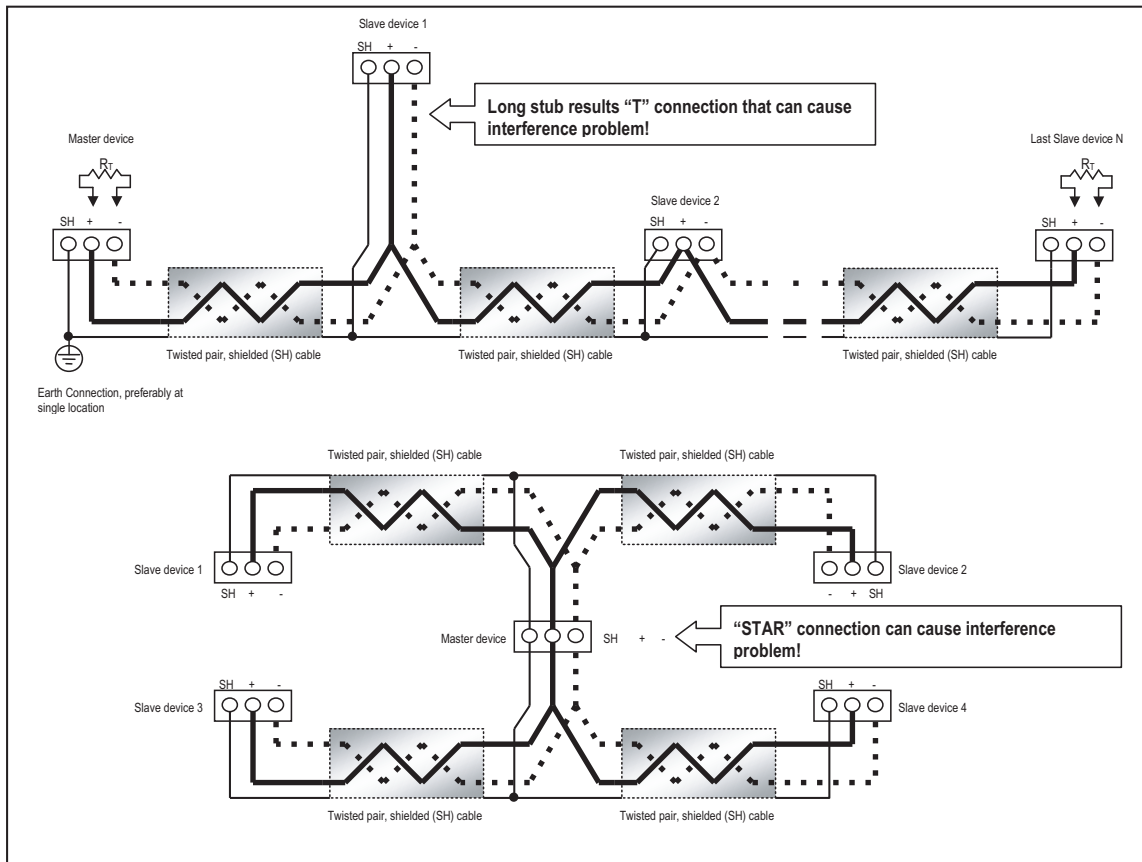 Slave device 1
SH + -
Long stub results “T” connection that can cause
interference problem!
Master device
RT
SH + -
Last Slave device N
RT
SH + -
Slave device 2
SH + -
Twisted pair, shielded (SH) cable
Twisted pair, shielded (SH) cable
Twisted pair, shielded (SH) cable
Earth Connection, preferably at
single location
Twisted pair, shielded (SH) cable
Twisted pair, shielded (SH) cable
Slave device 1
SH + -
Slave device 2
- + SH
Master device
SH + -
“STAR” connection can cause interference
problem!
Slave device 3
SH + -
SH + -
Slave device 4
Twisted pair, shielded (SH) cable
Twisted pair, shielded (SH) cable